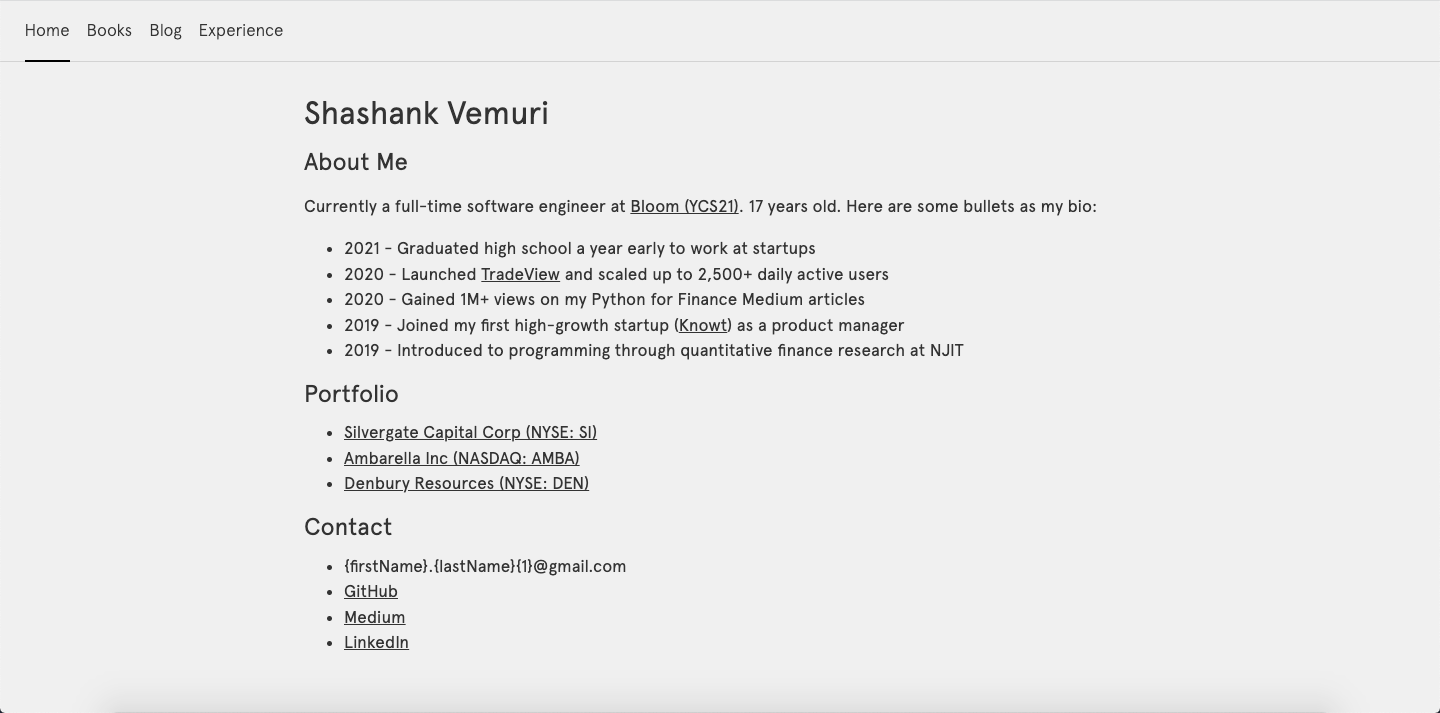 Home Books Blog Experience
Shashank Vemuri
About Me
Currently a full-time software engineer at Bloom (YCS21). 17 years old. Here are some bullets as my bio:
• 2021 - Graduated high school a year early to work at startups
• 2020 - Launched TradeView and scaled up to 2,500+ daily active users
• 2020 - Gained 1M+ views on my Python for Finance Medium articles
• 2019 - Joined my first high-growth startup (Knowt) as a product manager
• 2019 - Introduced to programming through quantitative finance research at NJIT
Portfolio
• Silvergate Capital Corp (NYSE: SI)
• Ambarella Inc (NASDAQ: AMBA)
• Denbury Resources (NYSE: DEN)
Contact
• {firstName}.{lastName}{1}@gmail.com
• GitHub
• Medium
• LinkedIn